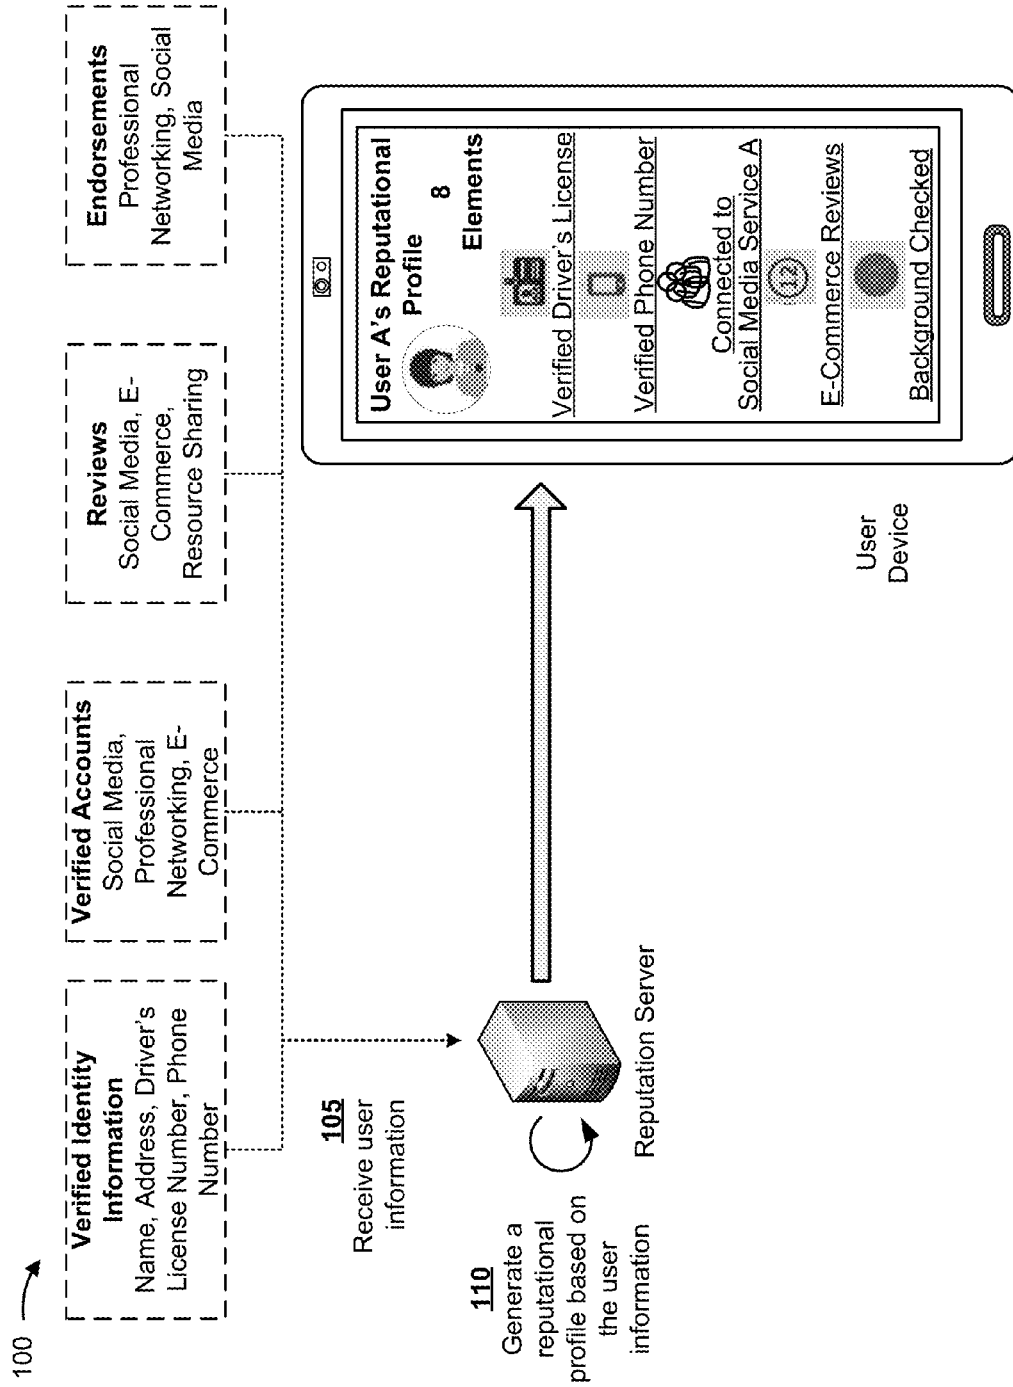 100
Verified Identity
Information
Name, Address, Driver's
License Number, Phone
Number
Verified Accounts
Social Media,
Professional
Networking, E-
Commerce
Reviews
Social Media, E-
Commerce,
Resource Sharing
Endorsements
Professional
Networking, Social
Media
105
Receive user
information
110
Generate a
reputational
profile based on
the user
information
Reputation Server
User
Device
User A's Reputational
Profile
8
Elements
Verified Driver's License
Verified Phone Number
Connected to
Social Media Service A
12
E-Commerce Reviews
Background Checked